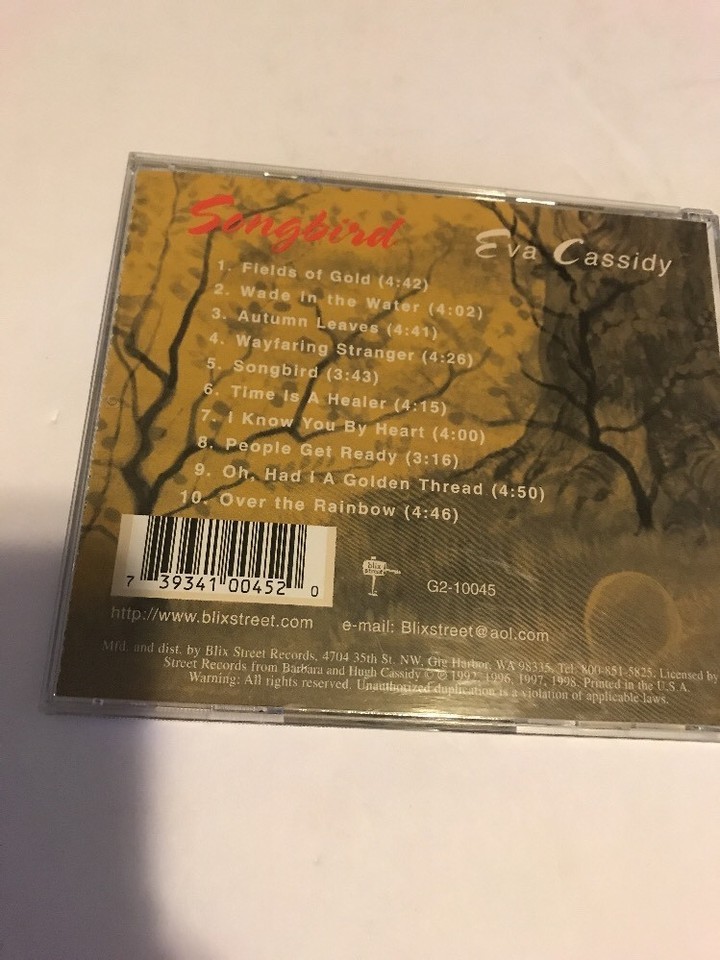 Songbird
Eva Cassidy
1. Fields of Gold (4:42)
2. Wade in the Water (4:02)
3. Autumn Leaves (4:41)
4. Wayfaring Stranger (4:26)
5. Songbird (3:43)
6. Time Is A Healer (4:15)
7. I Know You By Heart (4:00)
8. People Get Ready (3:16)
9. Oh, Had I A Golden Thread (4:50)
10. Over the Rainbow (4:46)
7 39341 00452 0
blix street
G2-10045
http://www.blixstreet.com
e-mail: Blixstreet@aol.com
Mfd. and dist. by Blix Street Records, 4704 35th St. NW, Gig Harbor, WA 98335, Tel: 800-851-5825. Licensed by
Street Records from Barbara and Hugh Cassidy © ℗ 1992, 1996, 1997, 1998. Printed in the U.S.A.
Warning: All rights reserved. Unauthorized duplication is a violation of applicable laws.